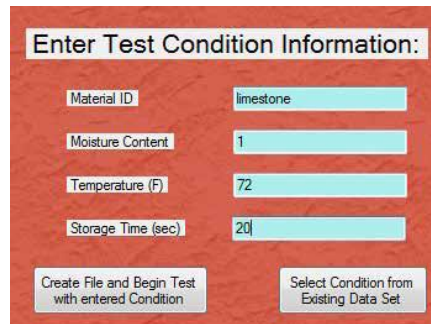 Enter Test Condition Information:
Material ID limestone
Moisture Content 1
Temperature (F) 72
Storage Time (sec) 20
Create File and Begin Test
with entered Condition
Select Condition from
Existing Data Set